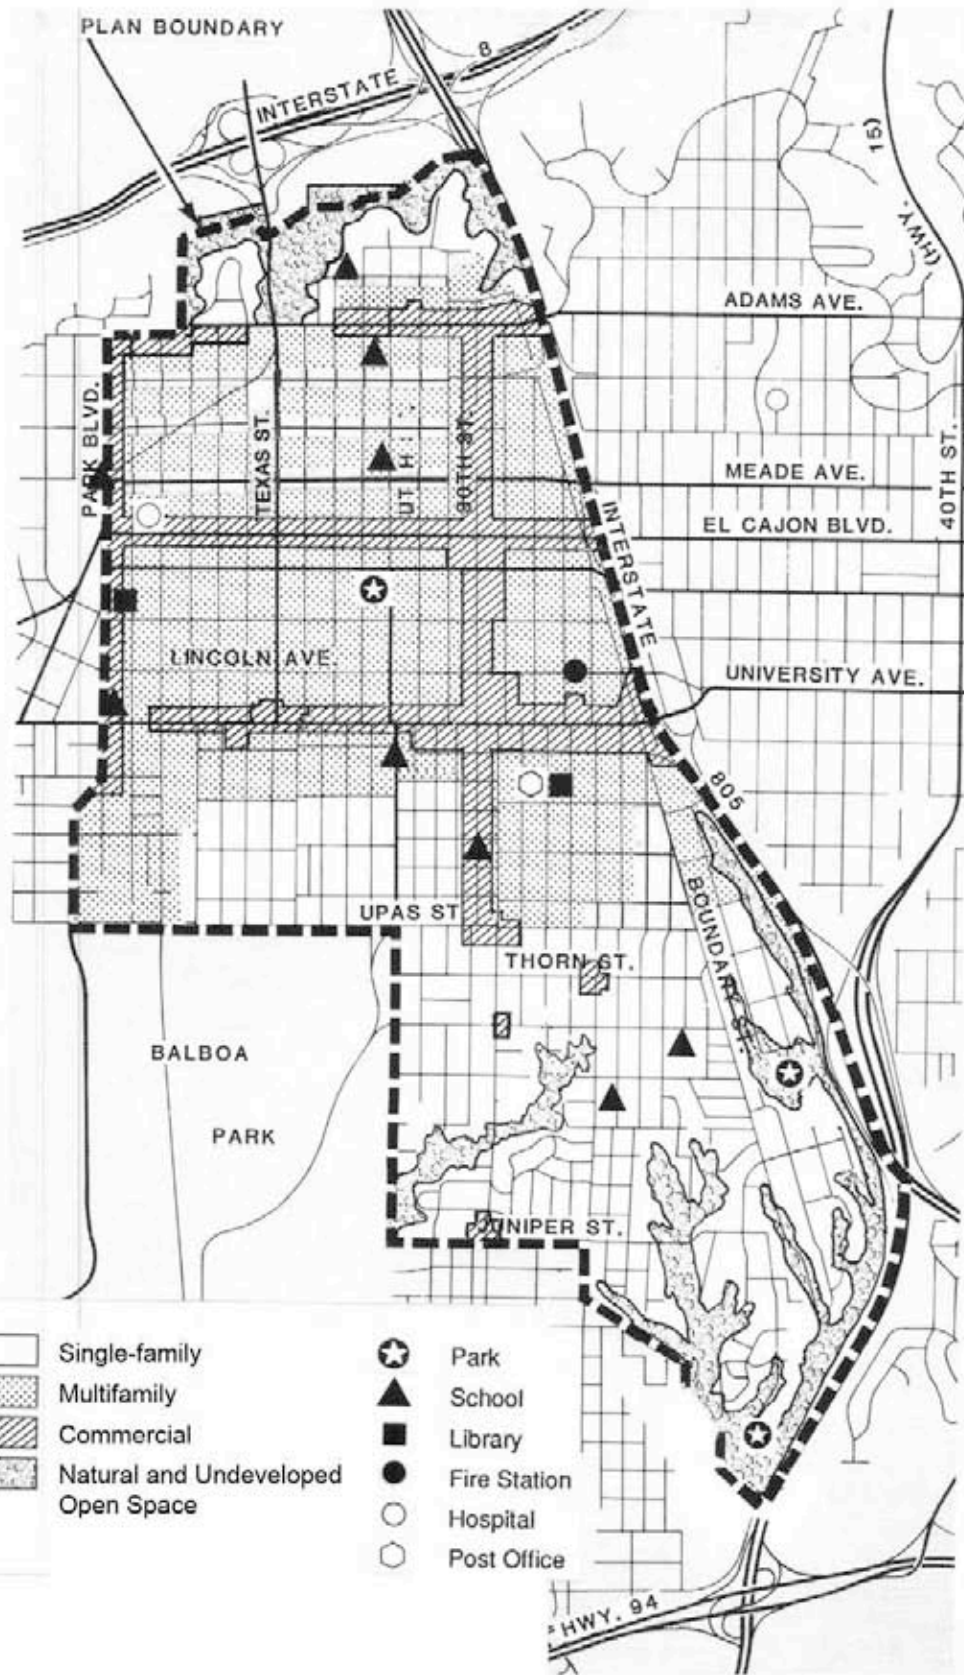 PLAN BOUNDARY
INTERSTATE 8
(HWY. 15)
ADAMS AVE.
PARK BLVD.
TEXAS ST.
UT H
30TH ST.
MEADE AVE.
40TH ST.
EL CAJON BLVD.
INTERSTATE
LINCOLN AVE.
UNIVERSITY AVE.
805
BOUNDARY ST.
UPAS ST
THORN ST.
BALBOA
PARK
JUNIPER ST.
Single-family
Multifamily
Commercial
Natural and Undeveloped
Open Space
Park
School
Library
Fire Station
Hospital
Post Office
HWY. 94